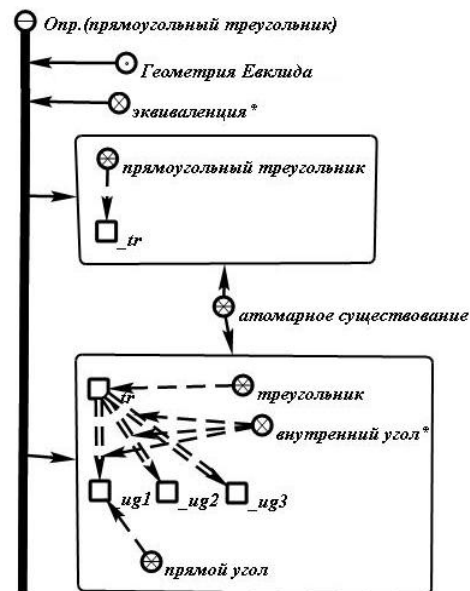 Опр.(прямоугольный треугольник)
Геометрия Евклида
эквиваленция*
прямоугольный треугольник
_tr
атомарное существование
_tr
треугольник
внутренний угол*
_ug1
_ug2
_ug3
прямой угол